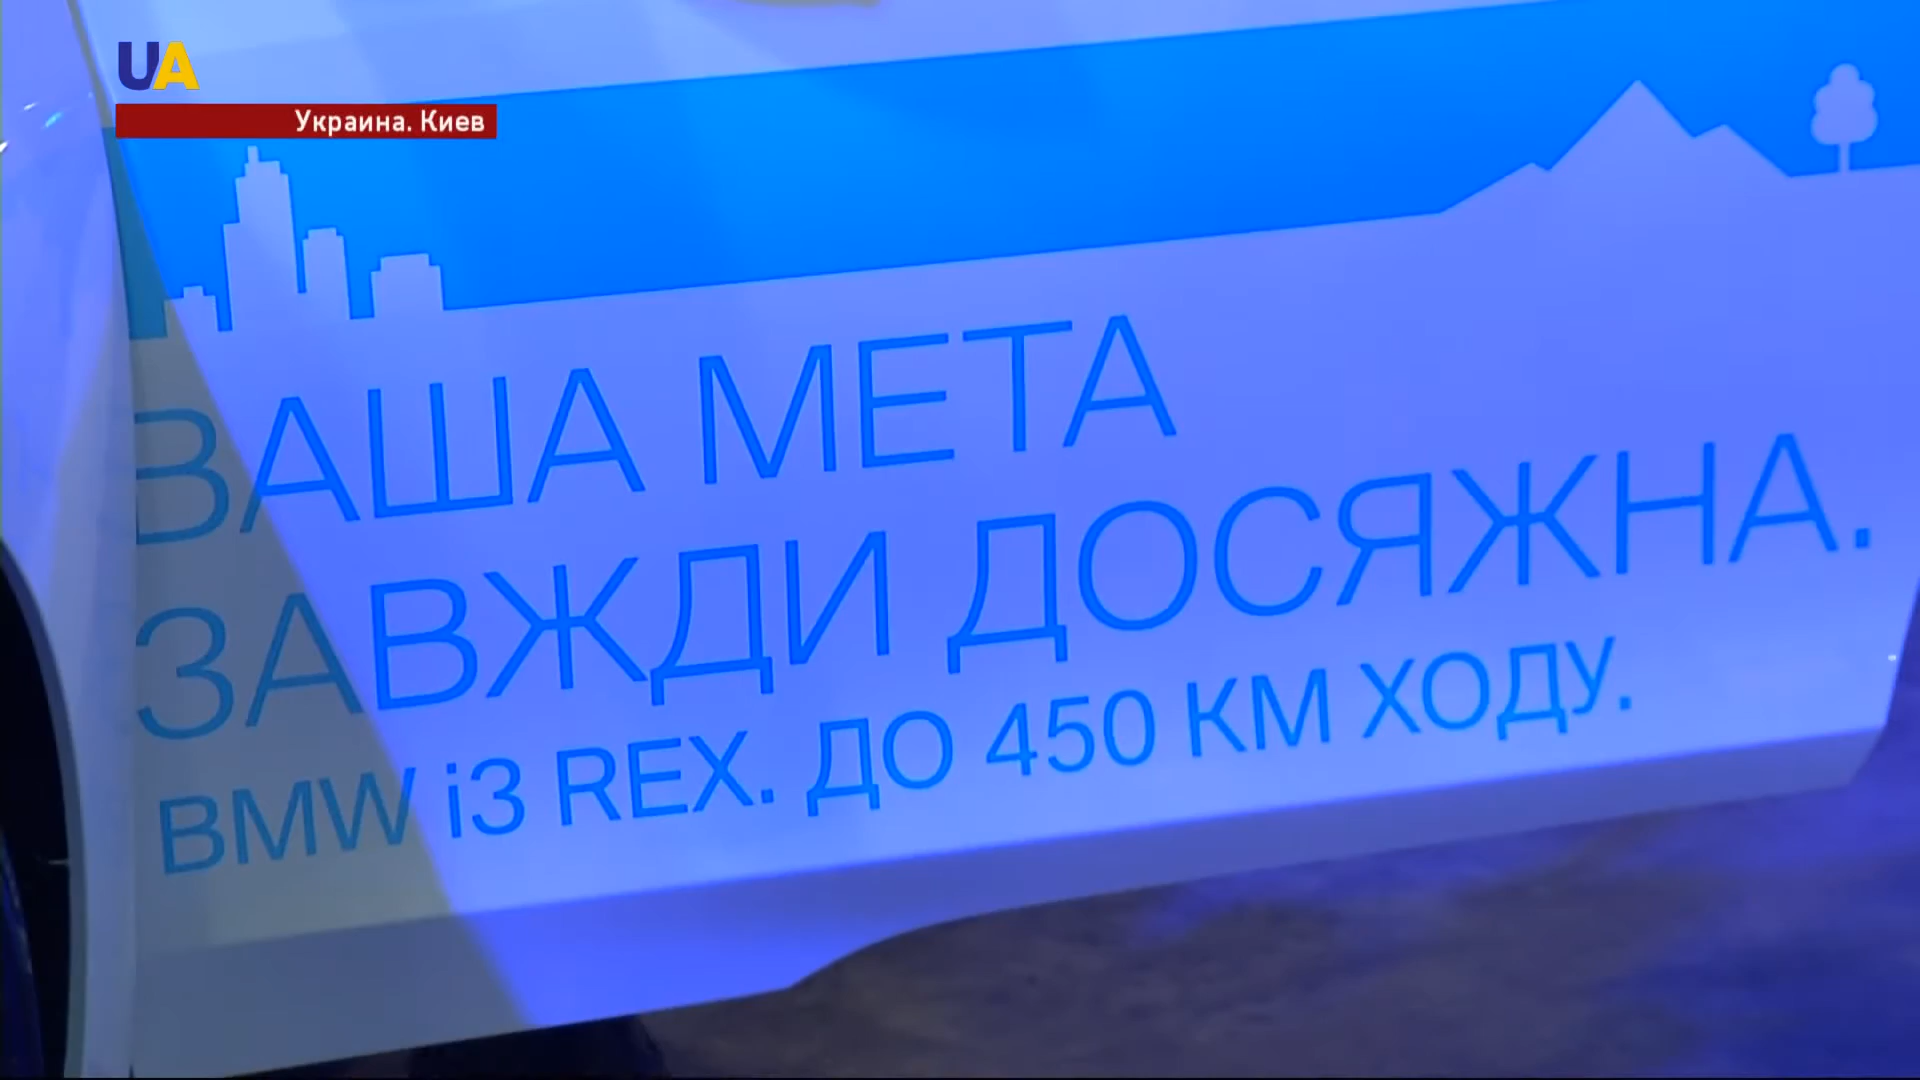 UA
Украина. Киев
ВАША МЕТА
ЗАВЖДИ ДОСЯЖНА.
BMW i3 REX. ДО 450 КМ ХОДУ.